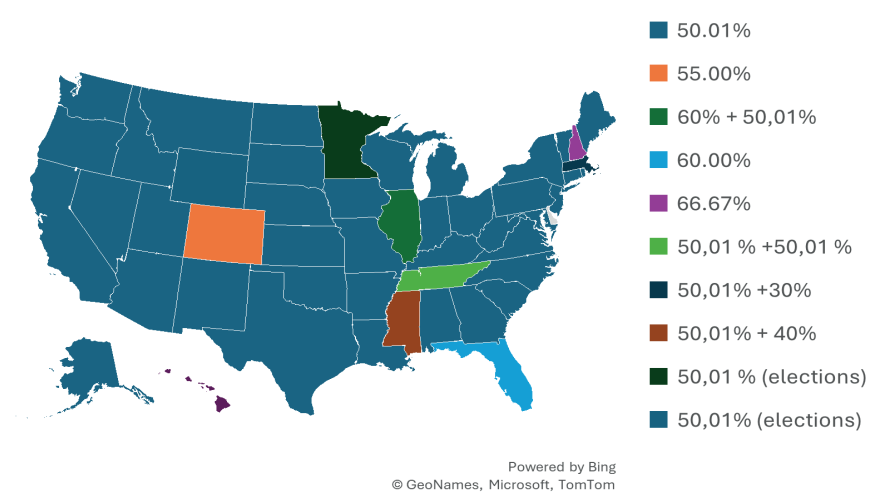 50.01%
55.00%
60% + 50,01%
60.00%
66.67%
50,01 % +50,01 %
50,01% +30%
50,01% + 40%
50,01 % (elections)
50,01% (elections)
Powered by Bing
© GeoNames, Microsoft, TomTom